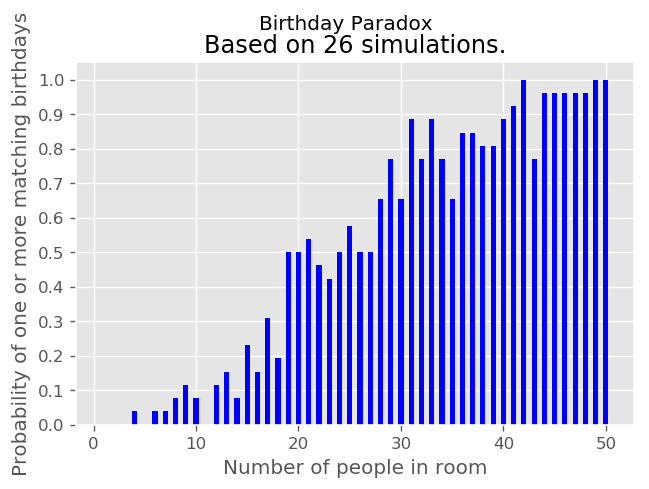 Birthday Paradox
Based on 26 simulations.
Probability of one or more matching birthdays
1.0
0.9
0.8
0.7
0.6
0.5
0.4
0.3
0.2
0.1
0.0
0 10 20 30 40 50
Number of people in room